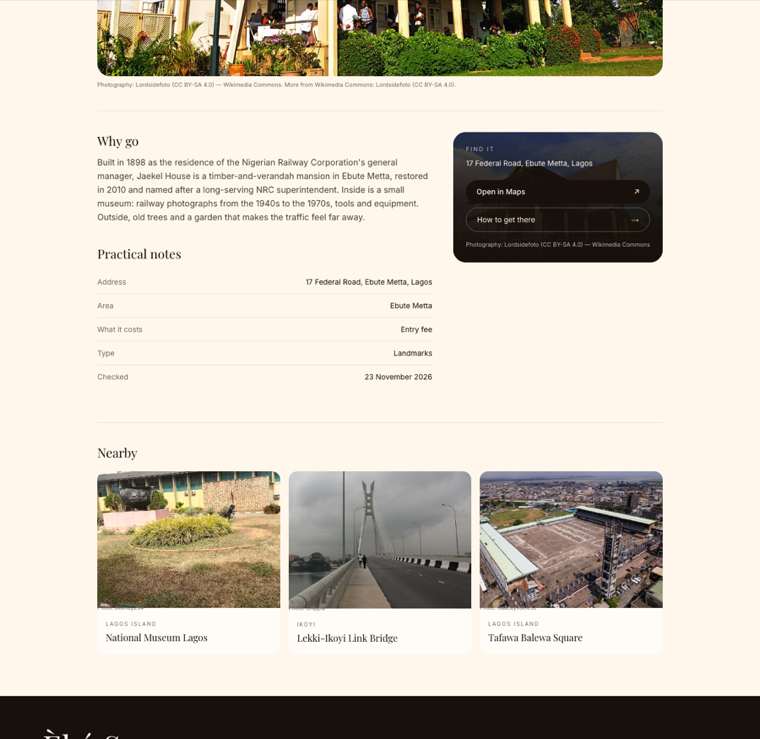 Photography: Lordsidefoto (CC BY-SA 4.0) — Wikimedia Commons. More from Wikimedia Commons: Lordsidefoto (CC BY-SA 4.0).
Why go
Built in 1898 as the residence of the Nigerian Railway Corporation's general
manager, Jaekel House is a timber-and-verandah mansion in Ebute Metta, restored
in 2010 and named after a long-serving NRC superintendent. Inside is a small
museum: railway photographs from the 1940s to the 1970s, tools and equipment.
Outside, old trees and a garden that makes the traffic feel far away.
FIND IT
17 Federal Road, Ebute Metta, Lagos
Open in Maps ↗
How to get there →
Photography: Lordsidefoto (CC BY-SA 4.0) — Wikimedia Commons
Practical notes
Address 17 Federal Road, Ebute Metta, Lagos
Area Ebute Metta
What it costs Entry fee
Type Landmarks
Checked 23 November 2026
Nearby
LAGOS ISLAND
National Museum Lagos
IKOYI
Lekki-Ikoyi Link Bridge
LAGOS ISLAND
Tafawa Balewa Square